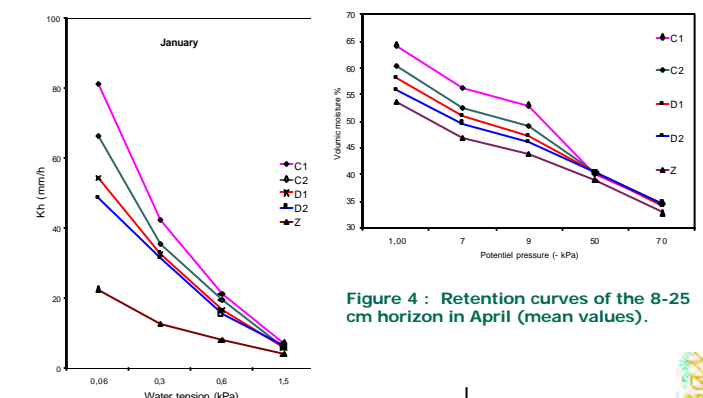 100
80
60
40
20
0
Kh (mm/h
January
C1
C2
D1
D2
Z
0,06
0,3
0,6
1,5
Water tension (kPa)
70
65
60
55
50
45
40
35
30
Volumic moisture %
C1
C2
D1
D2
Z
1,00
7
9
50
70
Potentiel pressure (- kPa)
Figure 4 : Retention curves of the 8-25
cm horizon in April (mean values).